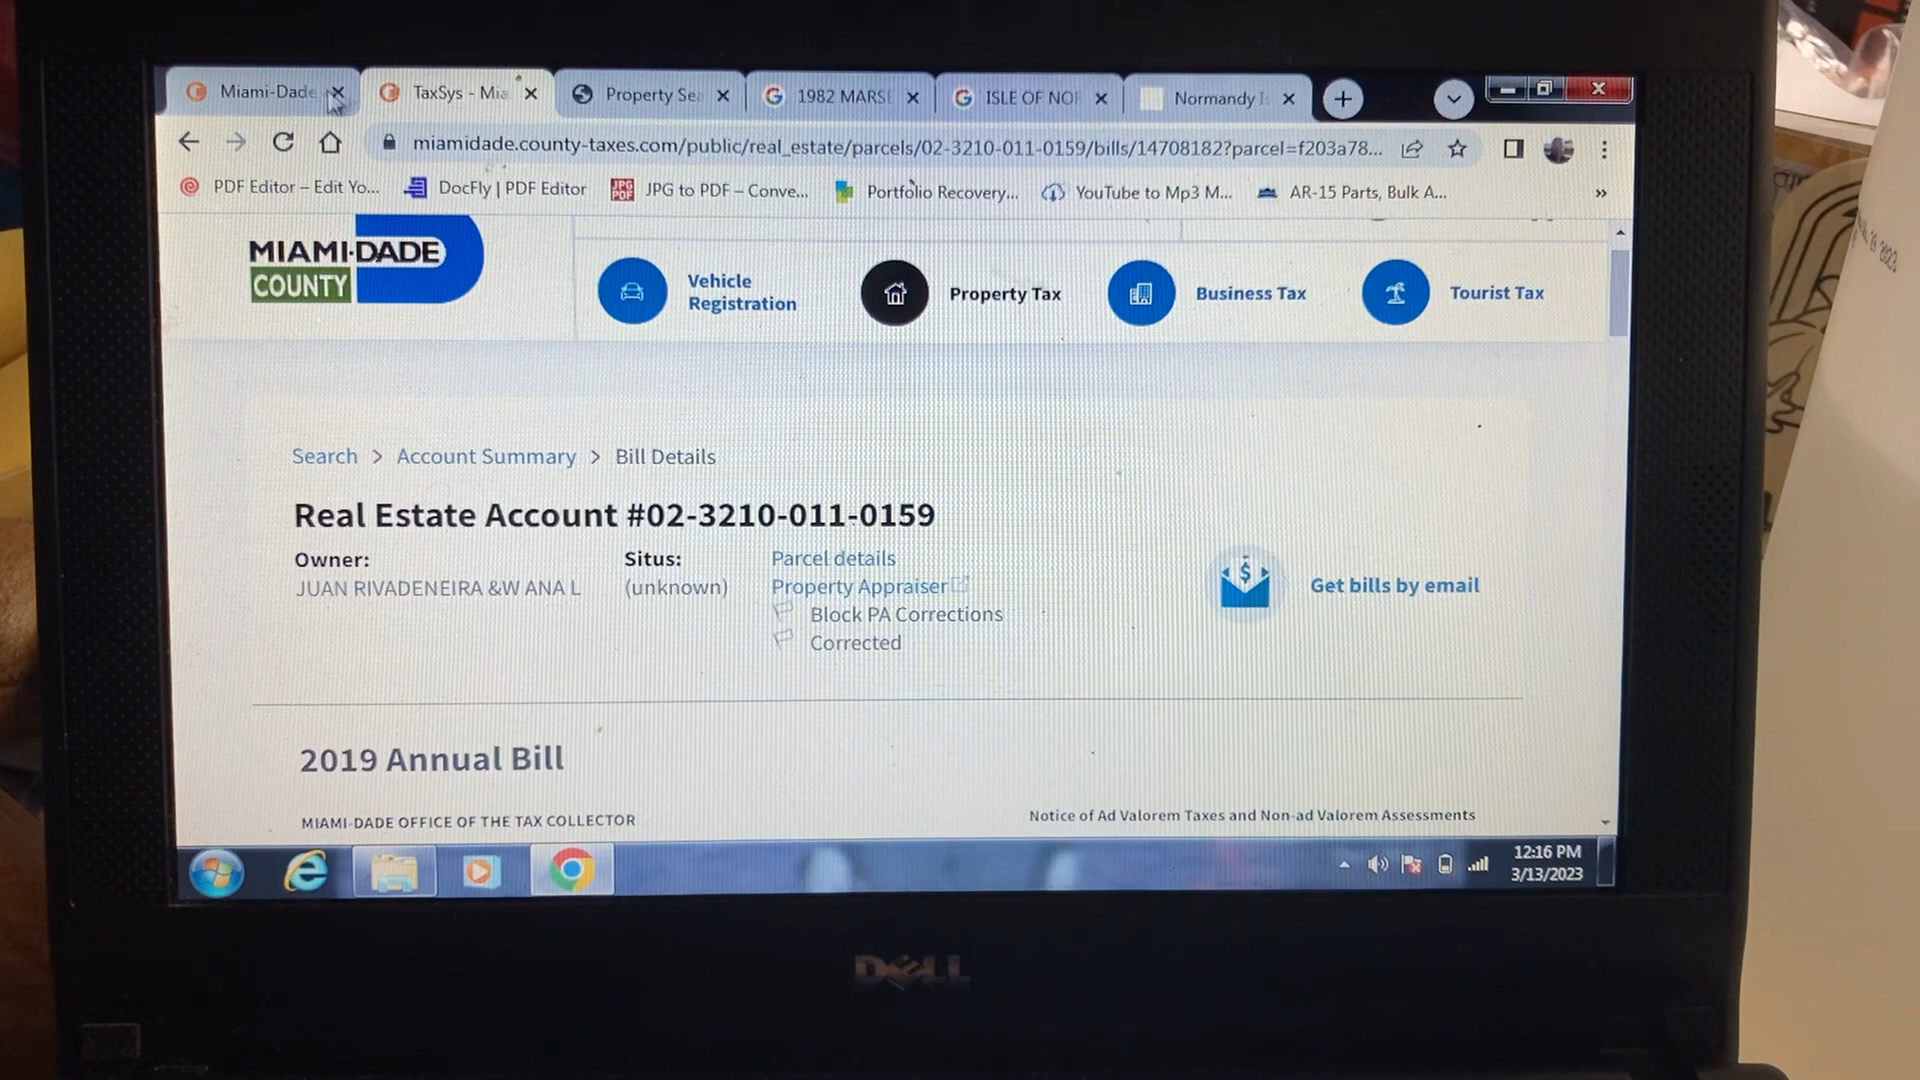 Miami-Dade
TaxSys - Mia
Property Sea
1982 MARSE
ISLE OF NOR
Normandy Is
miamidade.county-taxes.com/public/real_estate/parcels/02-3210-011-0159/bills/14708182?parcel=f203a78...
PDF Editor – Edit Yo...
DocFly | PDF Editor
JPG to PDF – Conve...
Portfolio Recovery...
YouTube to Mp3 M...
AR-15 Parts, Bulk A...
»
MIAMI-DADE
COUNTY
Vehicle
Registration
Property Tax
Business Tax
Tourist Tax
Search > Account Summary > Bill Details
Real Estate Account #02-3210-011-0159
Owner:
JUAN RIVADENEIRA &W ANA L
Situs:
(unknown)
Parcel details
Property Appraiser
Block PA Corrections
Corrected
Get bills by email
2019 Annual Bill
MIAMI-DADE OFFICE OF THE TAX COLLECTOR
Notice of Ad Valorem Taxes and Non-ad Valorem Assessments
12:16 PM
3/13/2023
DELL